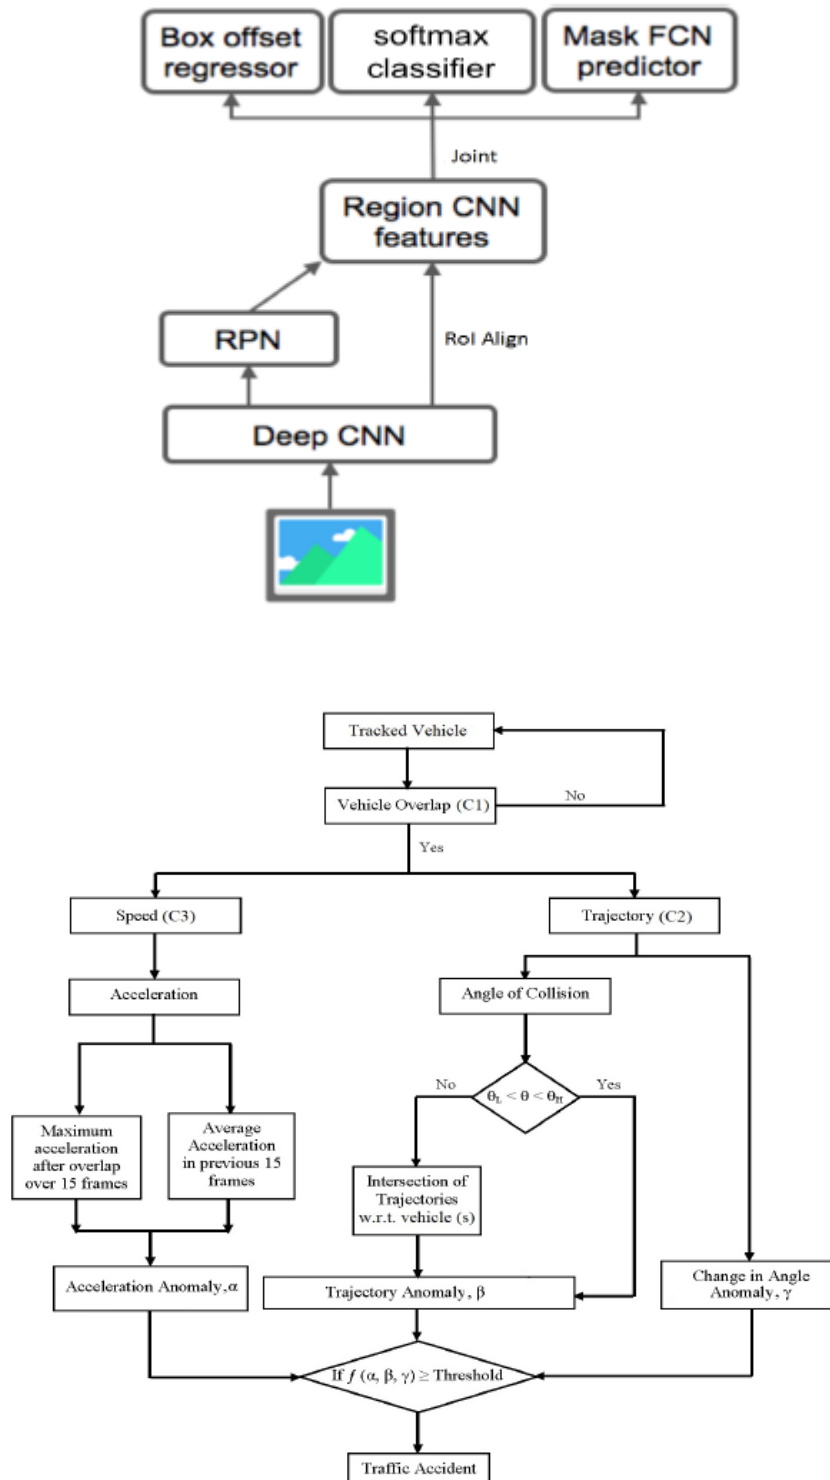 Box offset
regressor
softmax
classifier
Mask FCN
predictor
Joint
Region CNN
features
RPN
RoI Align
Deep CNN
Tracked Vehicle
Vehicle Overlap (C1)
No
Yes
Speed (C3)
Trajectory (C2)
Acceleration
Angle of Collision
No
θL < θ < θH
Yes
Maximum
acceleration
after overlap
over 15 frames
Average
Acceleration
in previous 15
frames
Intersection of
Trajectories
w.r.t. vehicle (s)
Acceleration Anomaly, α
Trajectory Anomaly, β
Change in Angle
Anomaly, γ
If f (α, β, γ) ≥ Threshold
Traffic Accident